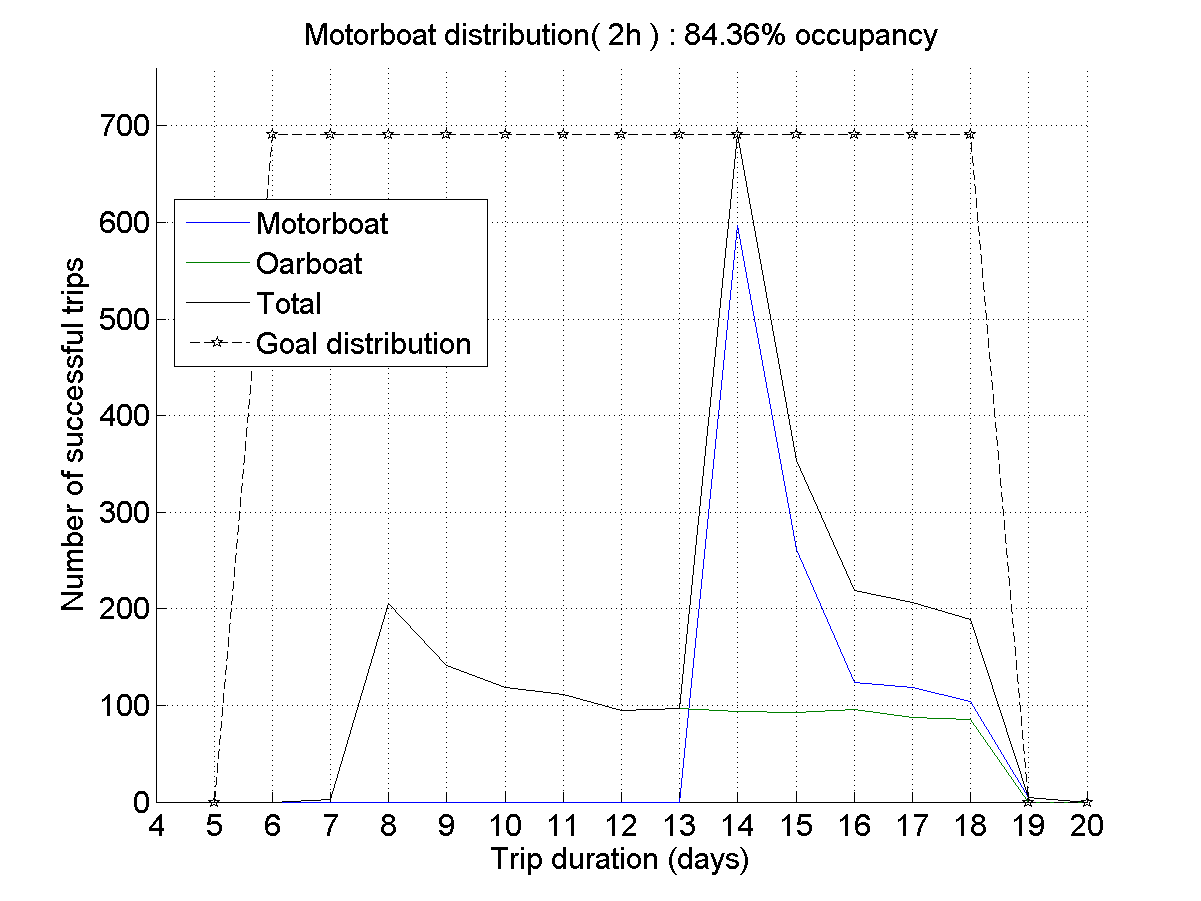 Motorboat distribution( 2h ) : 84.36% occupancy
700
600
500
400
300
200
100
0
Number of successful trips
Motorboat
Oarboat
Total
Goal distribution
4 5 6 7 8 9 10 11 12 13 14 15 16 17 18 19 20
Trip duration (days)